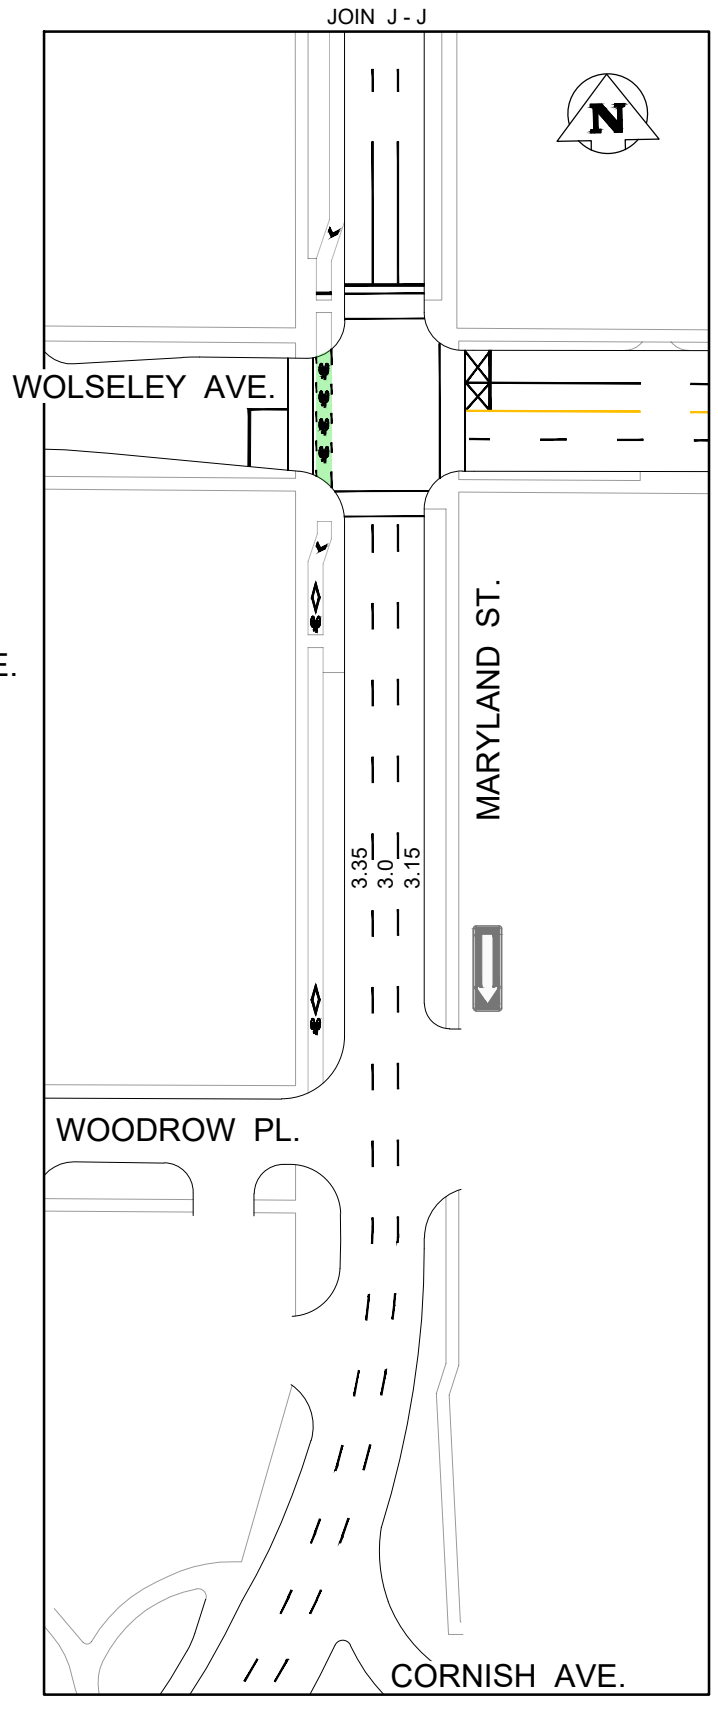 JOIN J - J
N
WOLSELEY AVE.
E.
MARYLAND ST.
3.35
3.0
3.15
WOODROW PL.
CORNISH AVE.